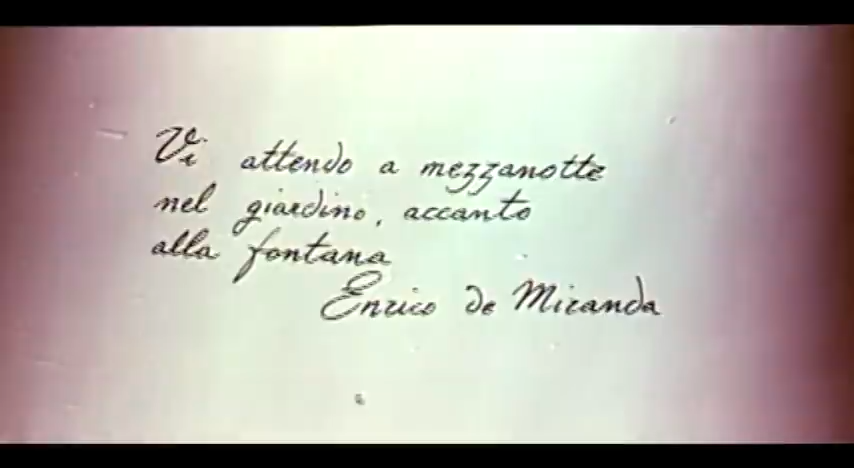 Vi attendo a mezzanotte
nel giardino, accanto
alla fontana
Enrico de Miranda